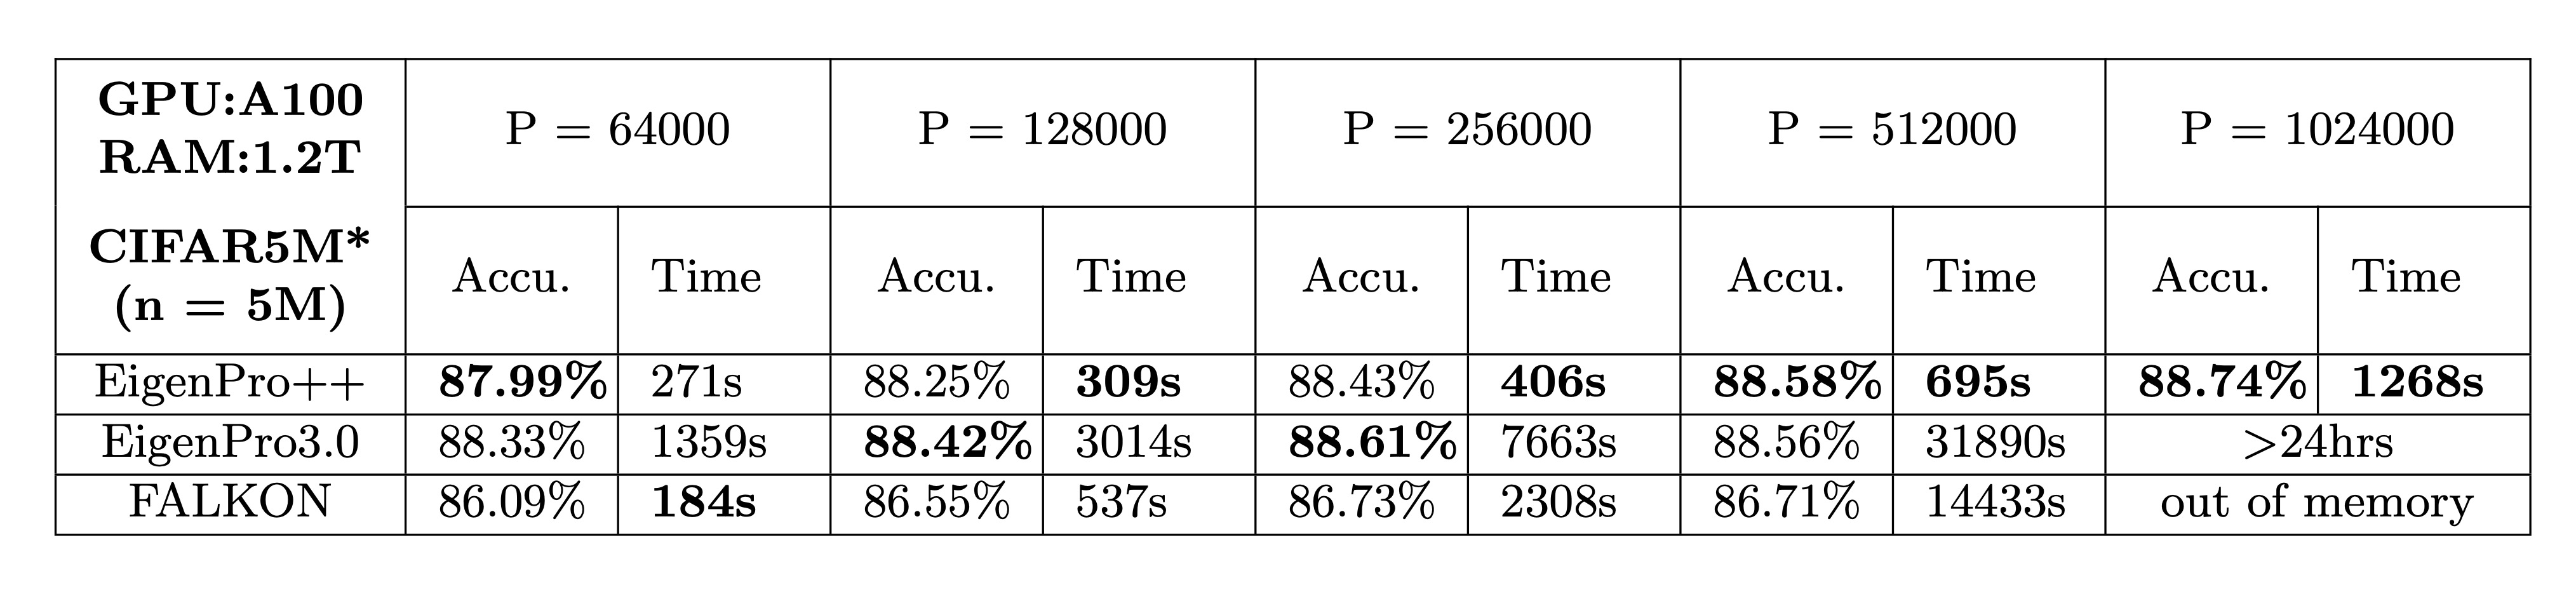 GPU:A100
RAM:1.2T
CIFAR5M*
(n = 5M)
P = 64000 P = 128000 P = 256000 P = 512000 P = 1024000
Accu. Time Accu. Time Accu. Time Accu. Time Accu. Time
EigenPro++ 87.99% 271s 88.25% 309s 88.43% 406s 88.58% 695s 88.74% 1268s
EigenPro3.0 88.33% 1359s 88.42% 3014s 88.61% 7663s 88.56% 31890s >24hrs
FALKON 86.09% 184s 86.55% 537s 86.73% 2308s 86.71% 14433s out of memory